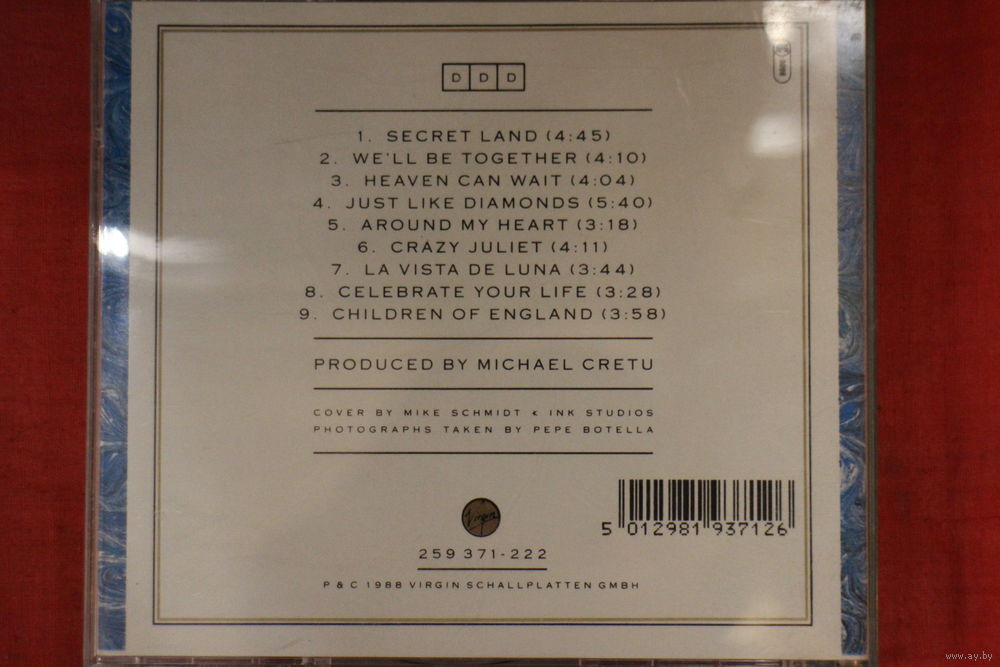 D D D
1. SECRET LAND (4:45)
2. WE'LL BE TOGETHER (4:10)
3. HEAVEN CAN WAIT (4:04)
4. JUST LIKE DIAMONDS (5:40)
5. AROUND MY HEART (3:18)
6. CRAZY JULIET (4:11)
7. LA VISTA DE LUNA (3:44)
8. CELEBRATE YOUR LIFE (3:28)
9. CHILDREN OF ENGLAND (3:58)
PRODUCED BY MICHAEL CRETU
COVER BY MIKE SCHMIDT « INK STUDIOS
PHOTOGRAPHS TAKEN BY PEPE BOTELLA
Virgin
5 012981 937126
259 371-222
P & C 1988 VIRGIN SCHALLPLATTEN GMBH
www.ay.by